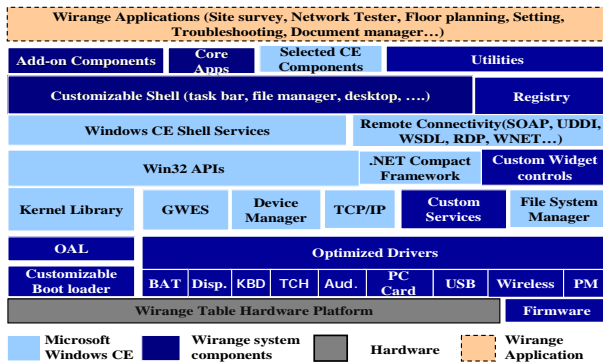 Wirange Applications (Site survey, Network Tester, Floor planning, Setting,
Troubleshooting, Document manager…)
Add-on Components
Core
Apps
Selected CE
Components
Utilities
Customizable Shell (task bar, file manager, desktop, ….)
Registry
Windows CE Shell Services
Remote Connectivity(SOAP, UDDI,
WSDL, RDP, WNET…)
Win32 APIs
.NET Compact
Framework
Custom Widget
controls
Kernel Library
GWES
Device
Manager
TCP/IP
Custom
Services
File System
Manager
OAL
Optimized Drivers
Customizable
Boot loader
BAT
Disp.
KBD
TCH
Aud.
PC
Card
USB
Wireless
PM
Wirange Table Hardware Platform
Firmware
Microsoft
Windows CE
Wirange system
components
Hardware
Wirange
Application